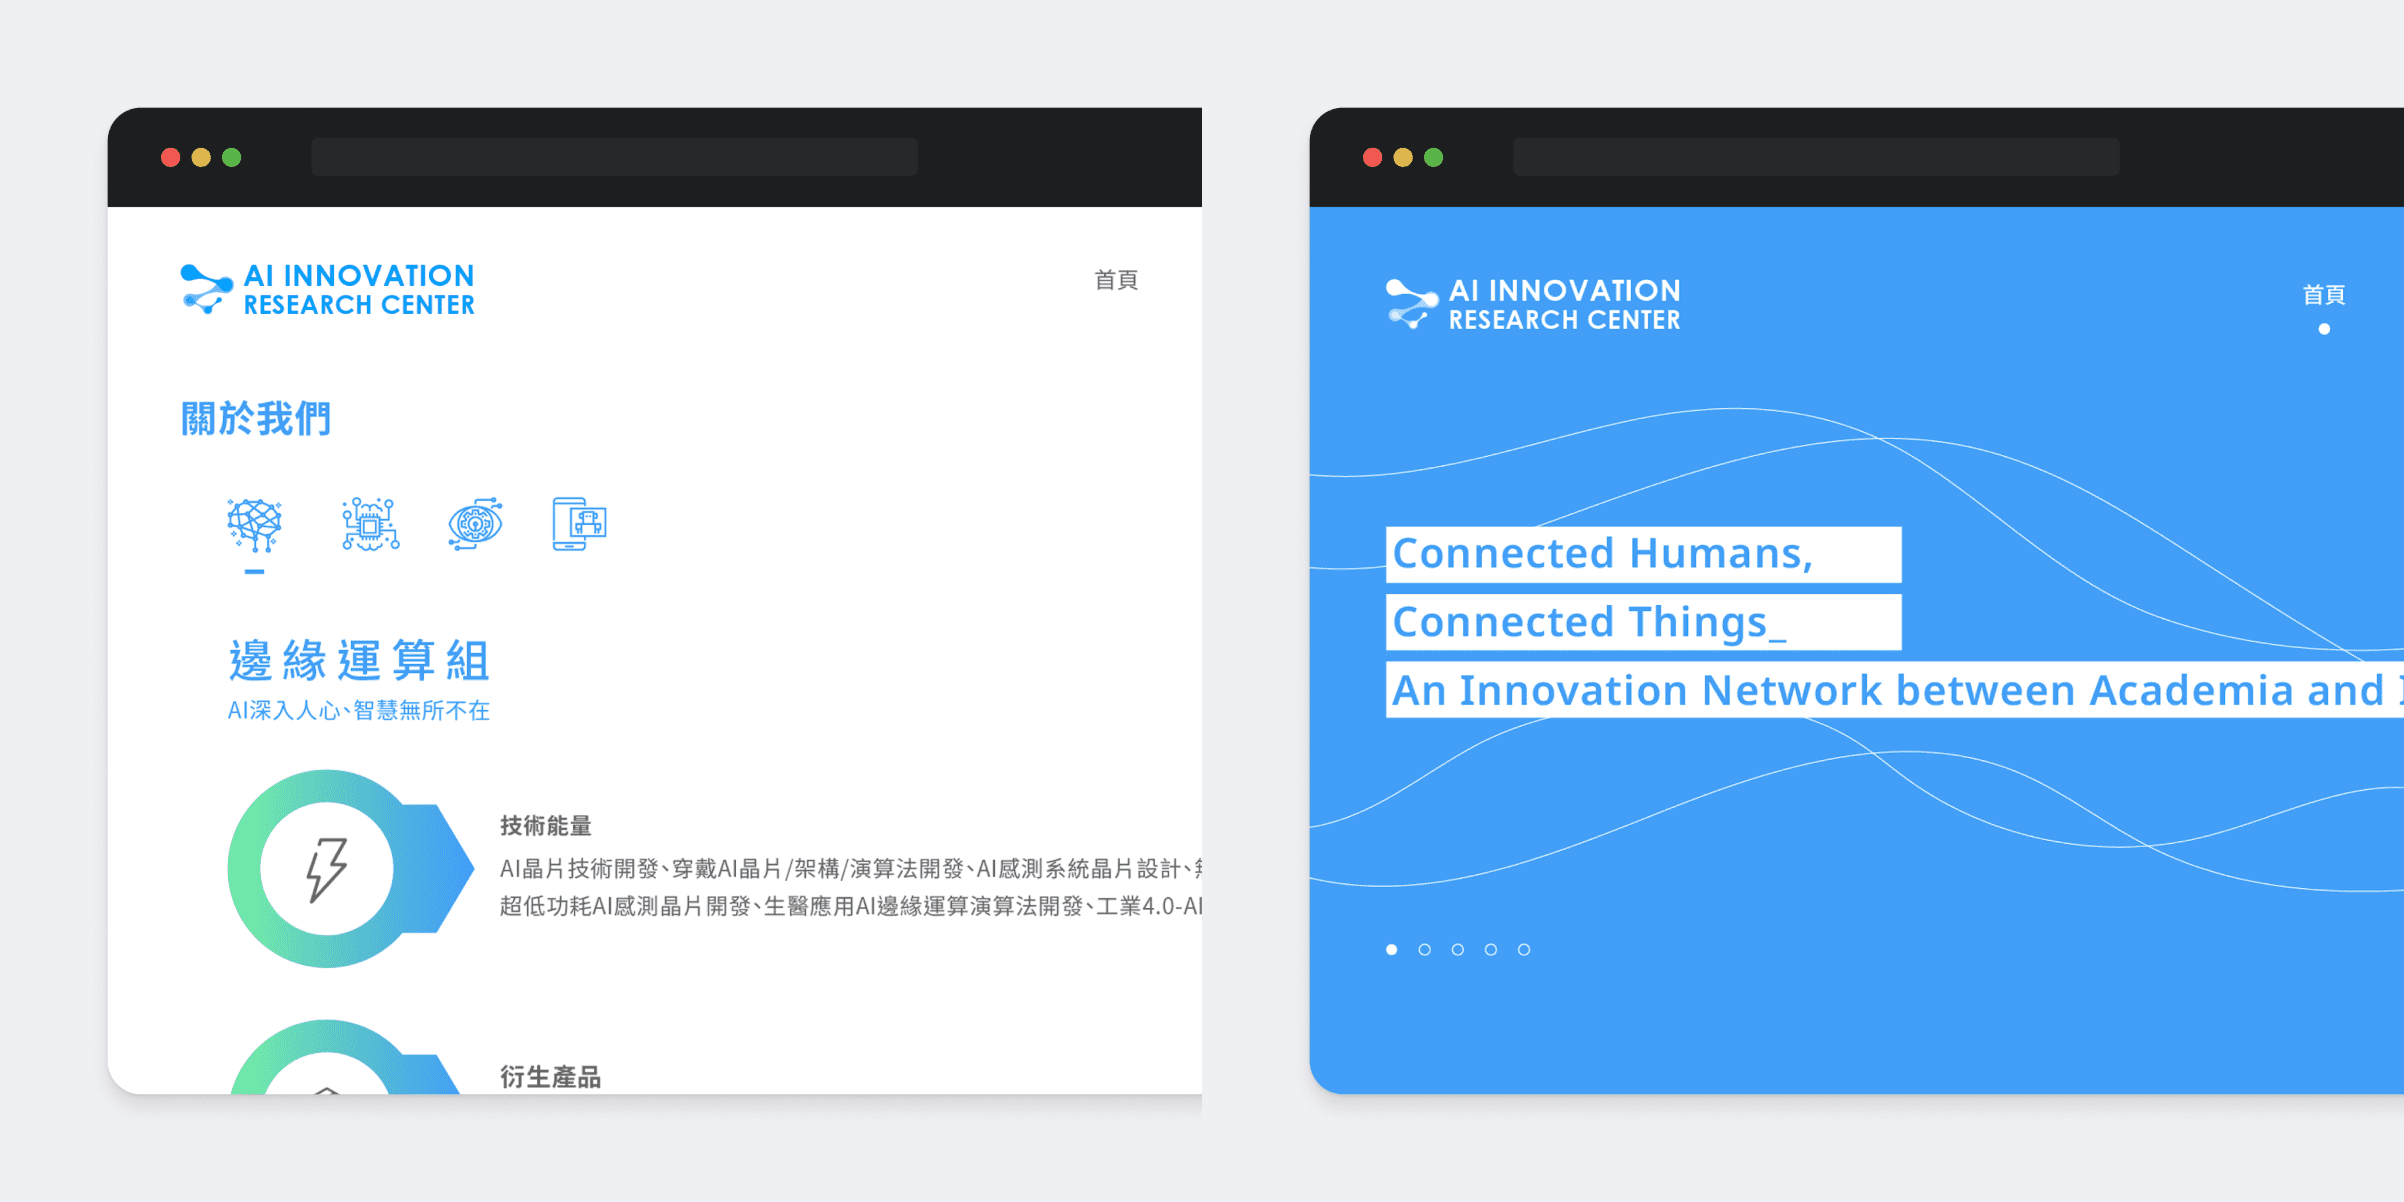 AI INNOVATION
RESEARCH CENTER
首頁
關於我們
邊緣運算組
AI深入人心、智慧無所不在
技術能量
AI晶片技術開發、穿戴AI晶片/架構/演算法開發、AI感測系統晶片設計、
超低功耗AI感測晶片開發、生醫應用AI邊緣運算演算法開發、工業4.0-AI
衍生產品
AI INNOVATION
RESEARCH CENTER
首頁
Connected Humans,
Connected Things_
An Innovation Network between Academia and